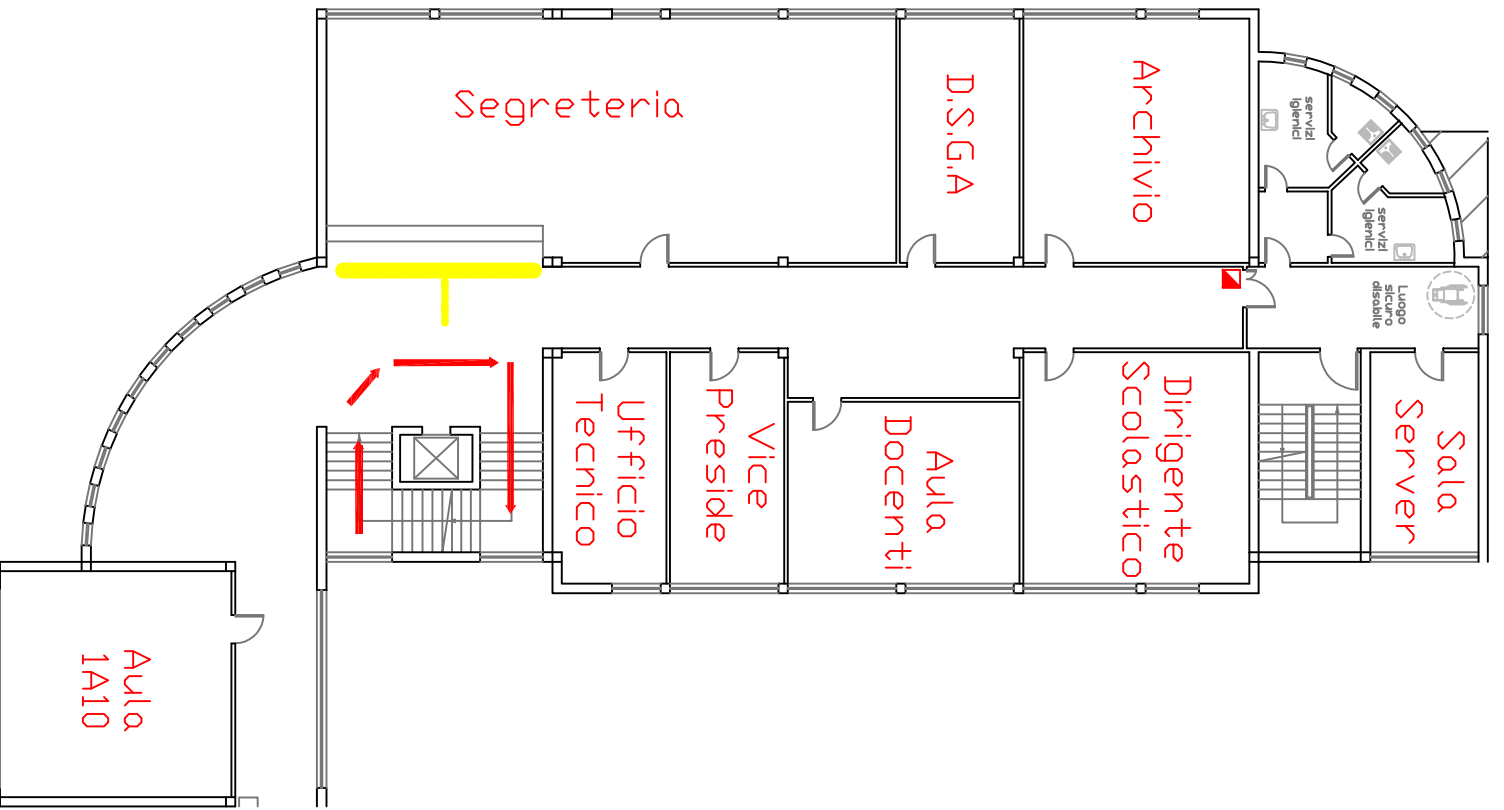 Segreteria
D.S.G.A
Archivio
servizi
igienici
servizi
igienici
Luogo
sicuro
disabile
Ufficio
Tecnico
Vice
Preside
Aula
Docenti
Dirigente
Scolastico
Sala
Server
Aula
1A10